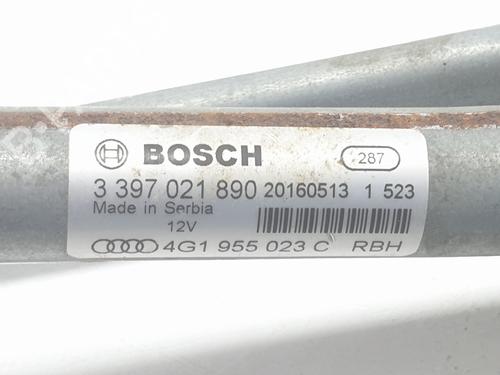 BOSCH 287
3 397 021 890 20160513 1 523
Made in Serbia
12V
4G1 955 023 C RBH